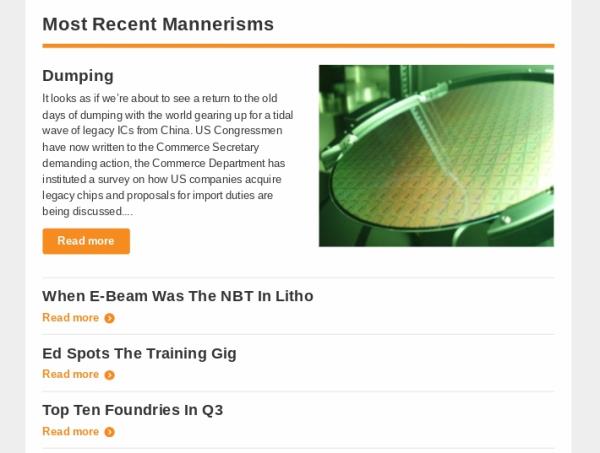 Most Recent Mannerisms
Dumping
It looks as if we're about to see a return to the old
days of dumping with the world gearing up for a tidal
wave of legacy ICs from China. US Congressmen
have now written to the Commerce Secretary
demanding action, the Commerce Department has
instituted a survey on how US companies acquire
legacy chips and proposals for import duties are
being discussed....
Read more
When E-Beam Was The NBT In Litho
Read more
Ed Spots The Training Gig
Read more
Top Ten Foundries In Q3
Read more